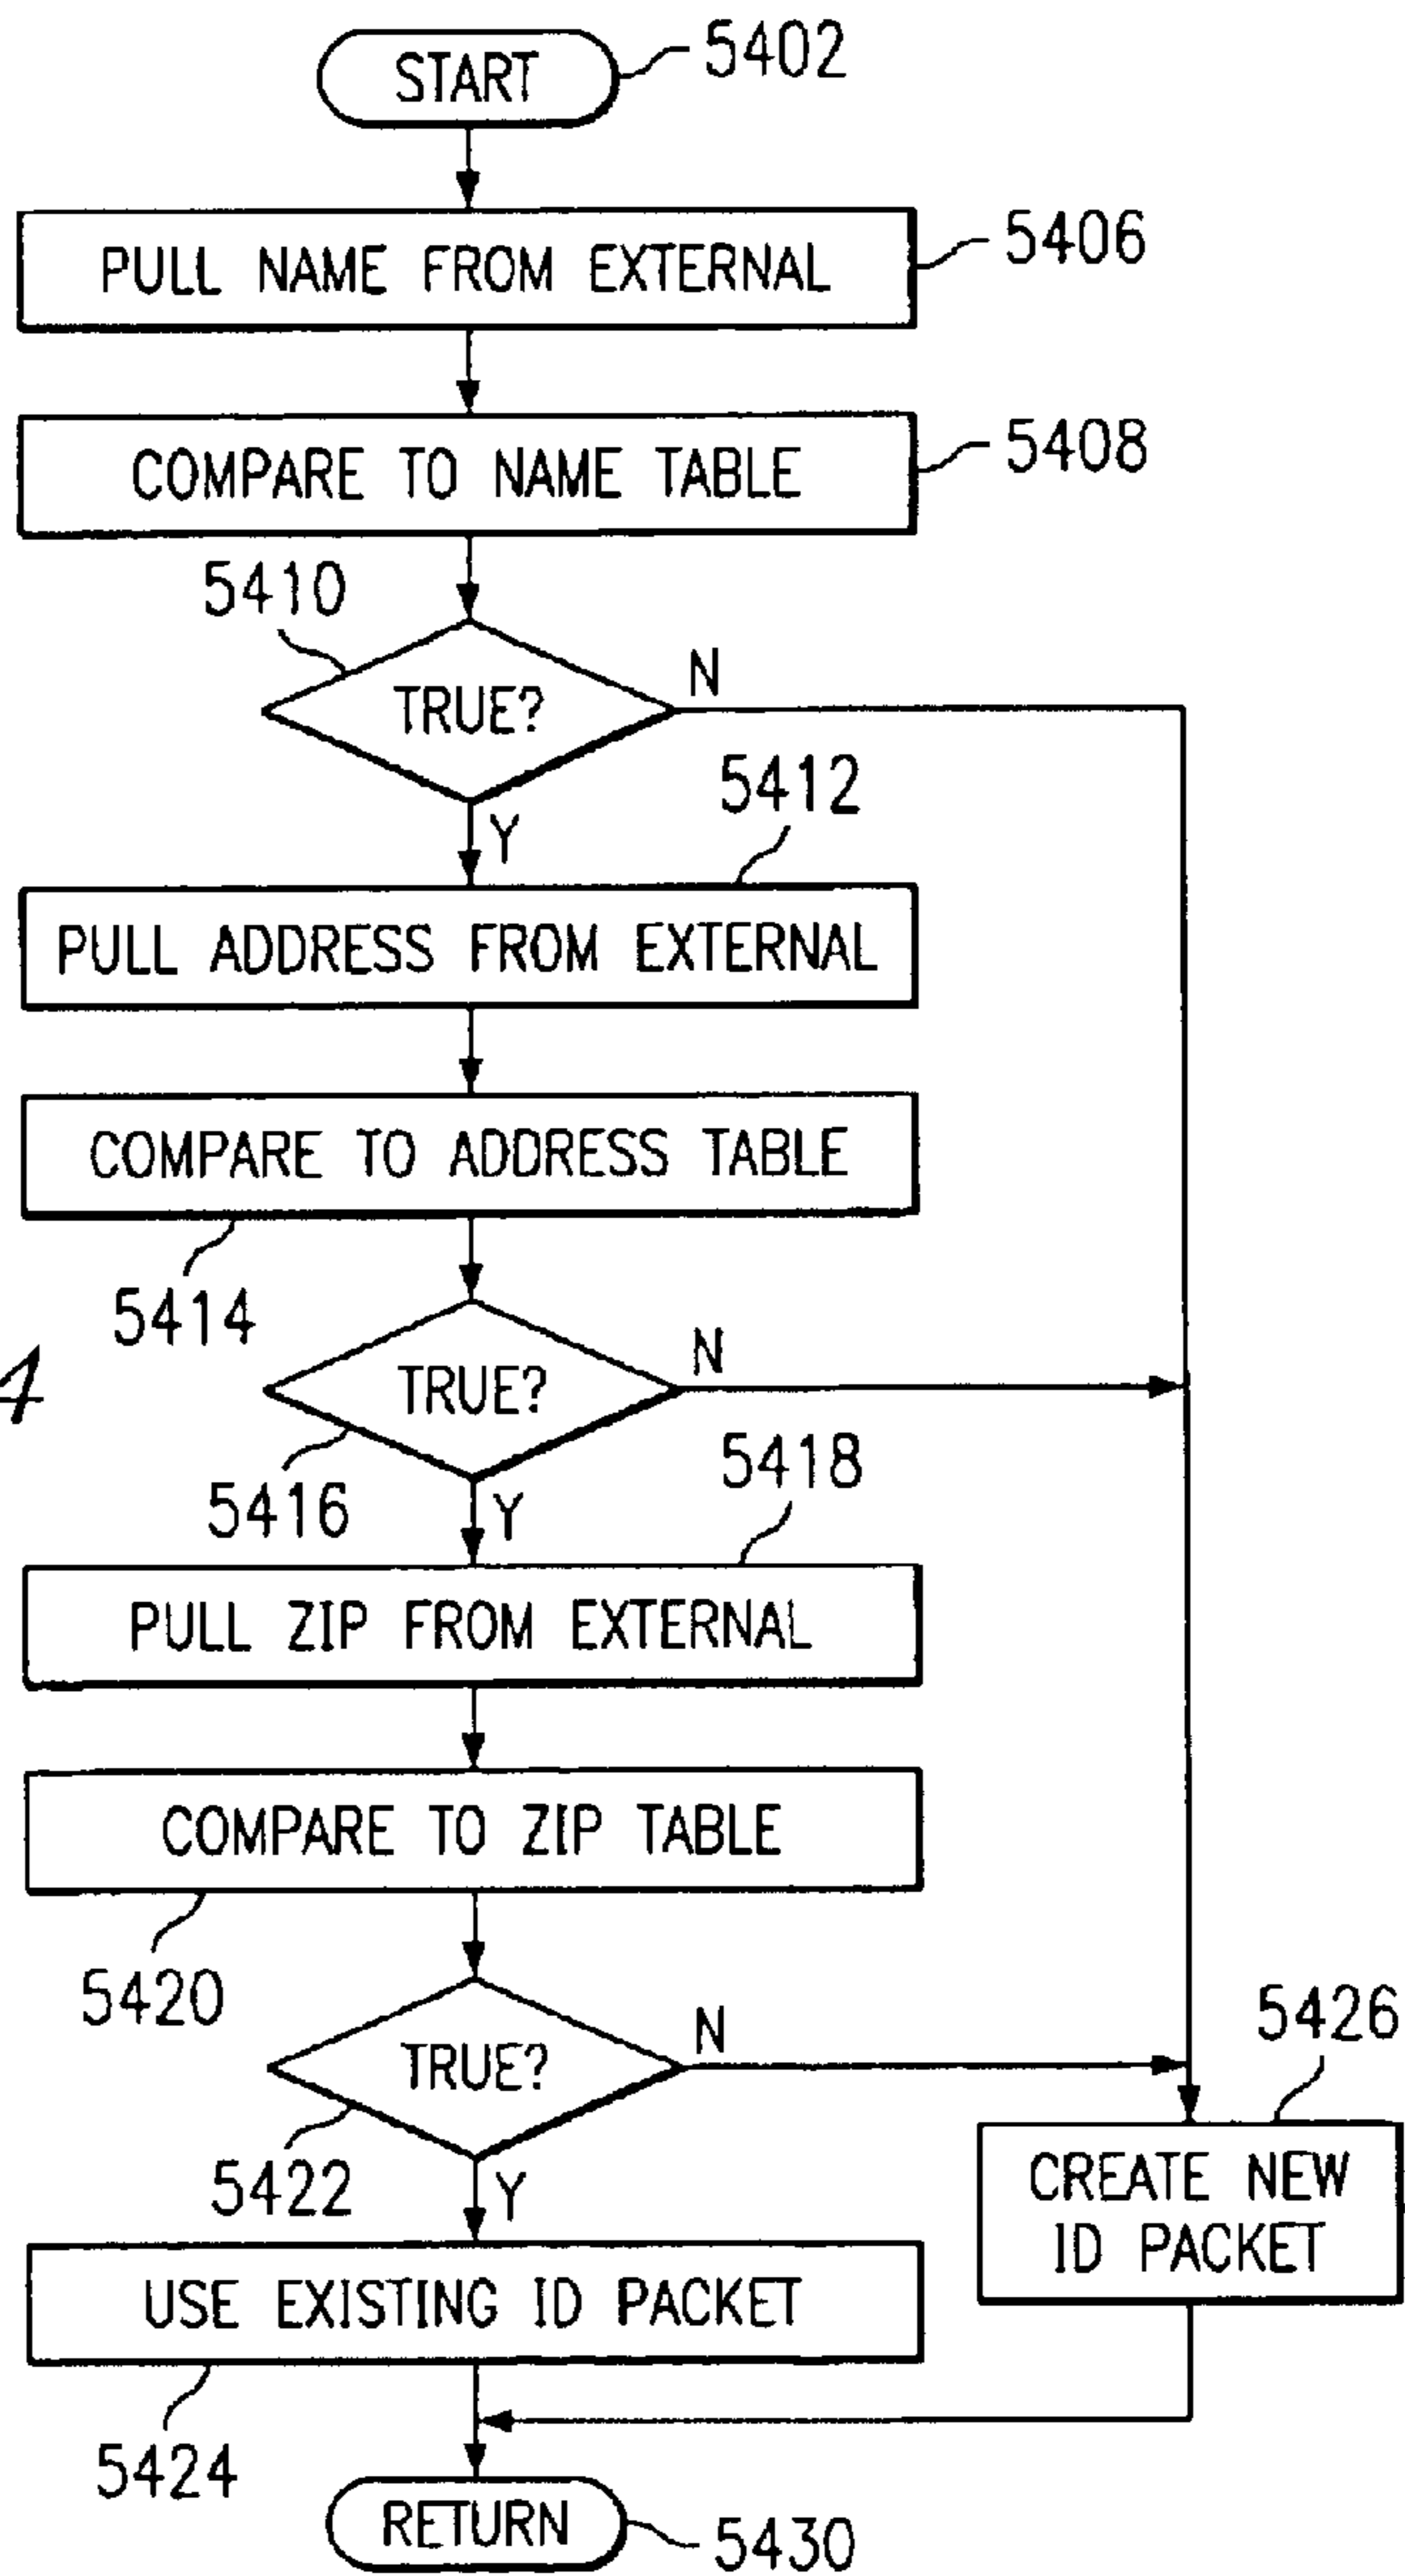 START
5402
PULL NAME FROM EXTERNAL
5406
COMPARE TO NAME TABLE
5408
5410
TRUE?
N
Y
5412
PULL ADDRESS FROM EXTERNAL
COMPARE TO ADDRESS TABLE
5414
4
TRUE?
N
5416
Y
5418
PULL ZIP FROM EXTERNAL
COMPARE TO ZIP TABLE
5420
TRUE?
N
5422
Y
5426
CREATE NEW
ID PACKET
USE EXISTING ID PACKET
5424
RETURN
5430